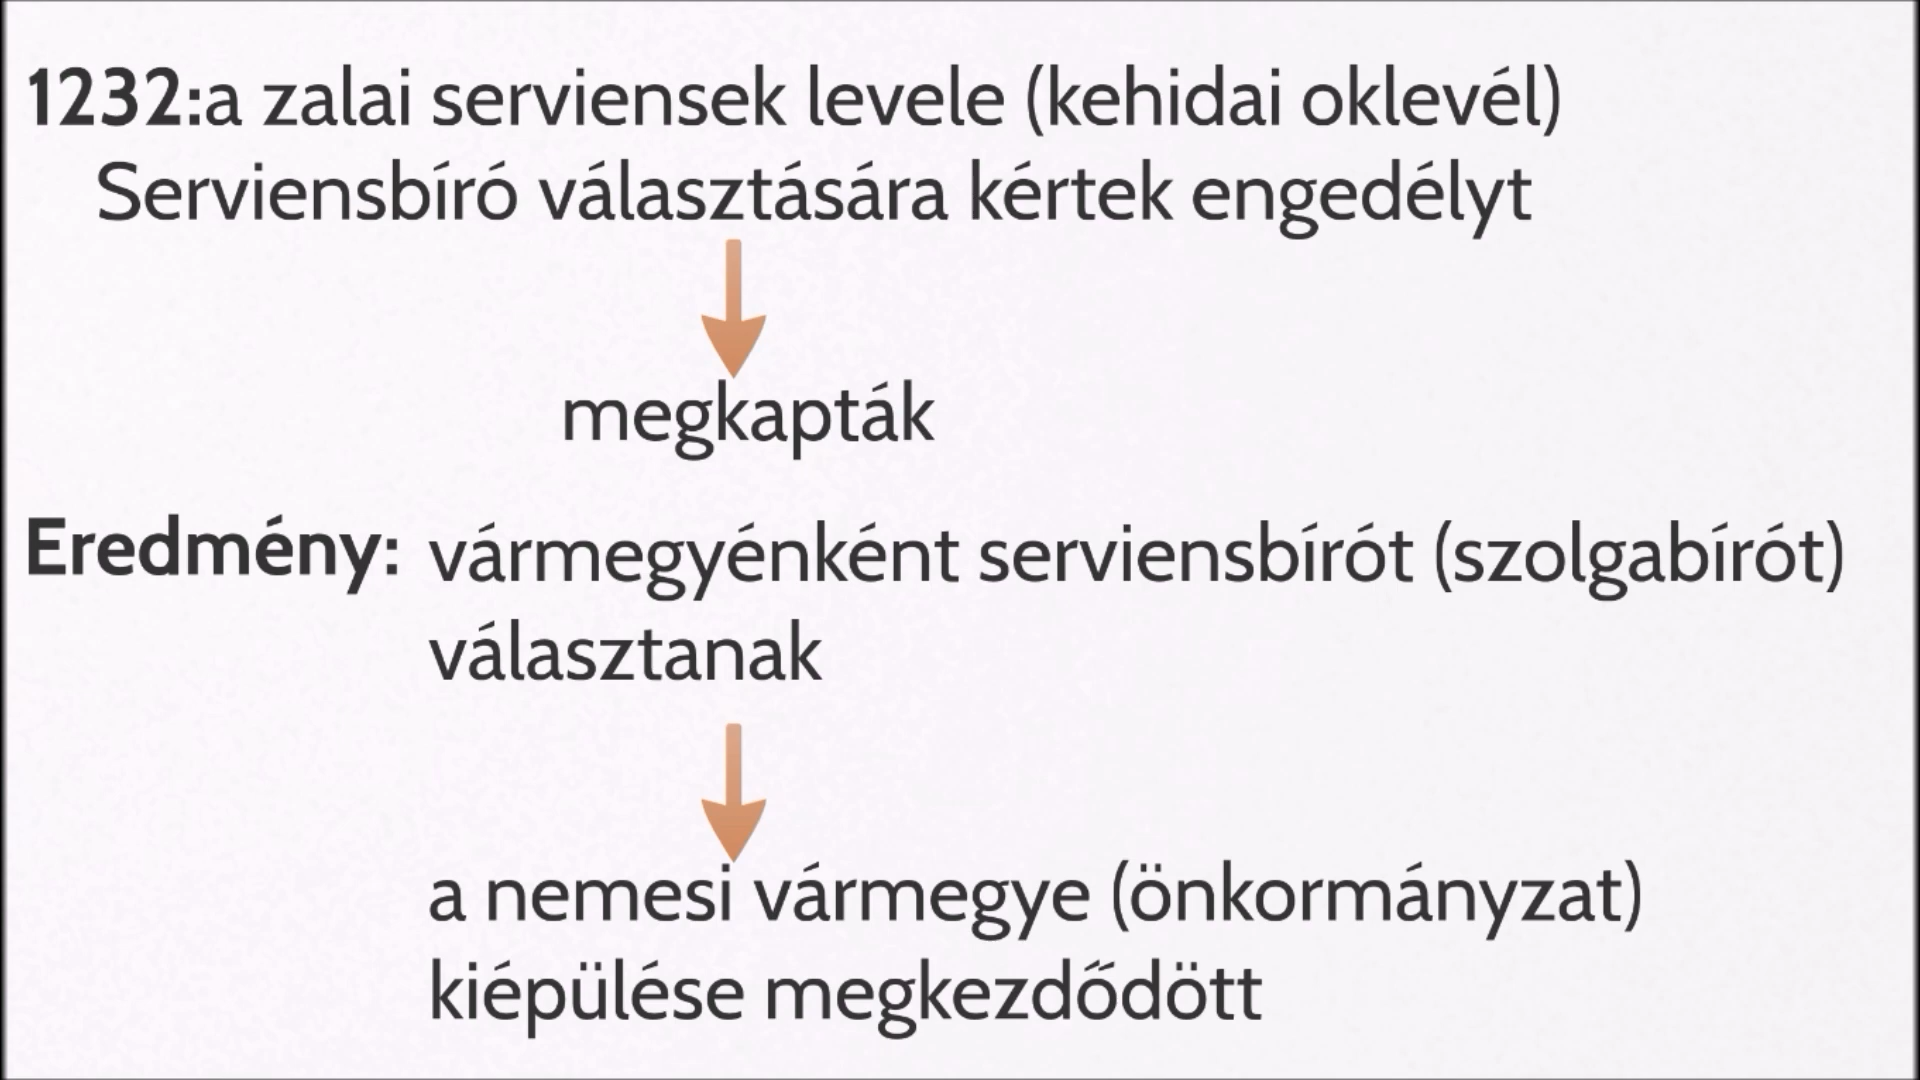 1232:a zalai serviensek levele (kehidai oklevél)
Serviensbíró választására kértek engedélyt
megkapták
Eredmény: vármegyénként serviensbírót (szolgabírót)
választanak
a nemesi vármegye (önkormányzat)
kiépülése megkezdődött